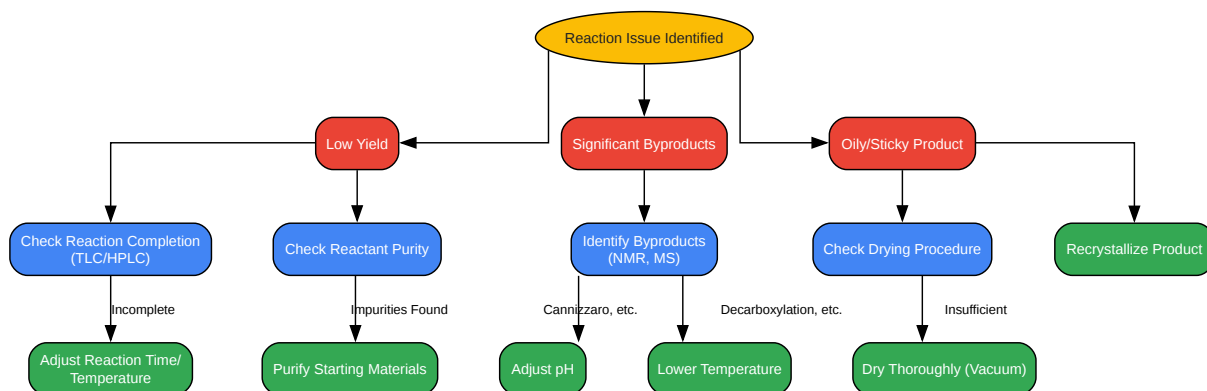 Reaction Issue Identified
Low Yield
Significant Byproducts
Oily/Sticky Product
Check Reaction Completion
(TLC/HPLC)
Check Reactant Purity
Identify Byproducts
(NMR, MS)
Check Drying Procedure
Recrystallize Product
Incomplete
Impurities Found
Cannizzaro, etc.
Decarboxylation, etc.
Insufficient
Adjust Reaction Time/
Temperature
Purify Starting Materials
Adjust pH
Lower Temperature
Dry Thoroughly (Vacuum)